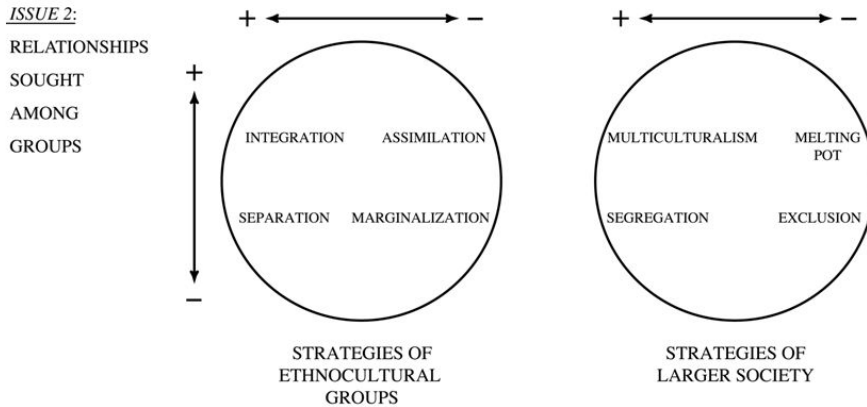 ISSUE 2:
RELATIONSHIPS
SOUGHT
AMONG
GROUPS
+ −
+ −
+
−
INTEGRATION ASSIMILATION
SEPARATION MARGINALIZATION
STRATEGIES OF
ETHNOCULTURAL
GROUPS
MULTICULTURALISM MELTING
POT
SEGREGATION EXCLUSION
STRATEGIES OF
LARGER SOCIETY